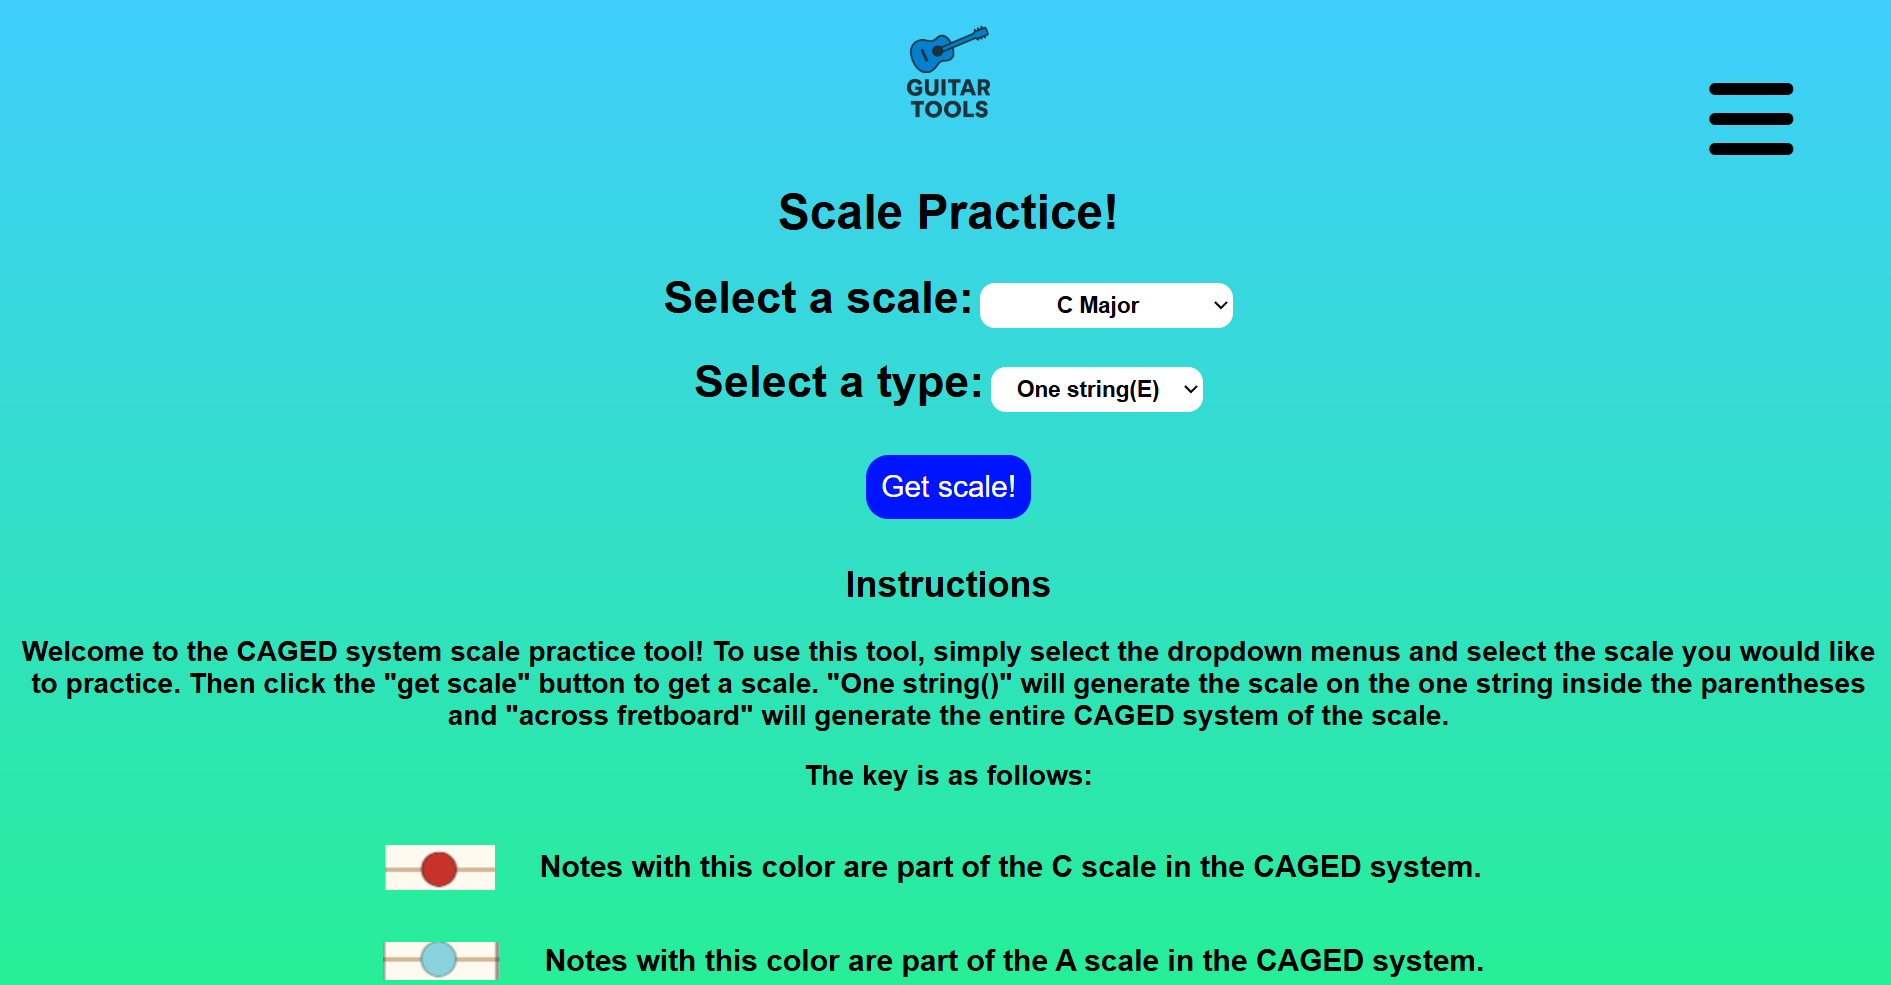 GUITAR
TOOLS
Scale Practice!
Select a scale: C Major
Select a type: One string(E)
Get scale!
Instructions
Welcome to the CAGED system scale practice tool! To use this tool, simply select the dropdown menus and select the scale you would like
to practice. Then click the "get scale" button to get a scale. "One string()" will generate the scale on the one string inside the parentheses
and "across fretboard" will generate the entire CAGED system of the scale.
The key is as follows:
Notes with this color are part of the C scale in the CAGED system.
Notes with this color are part of the A scale in the CAGED system.